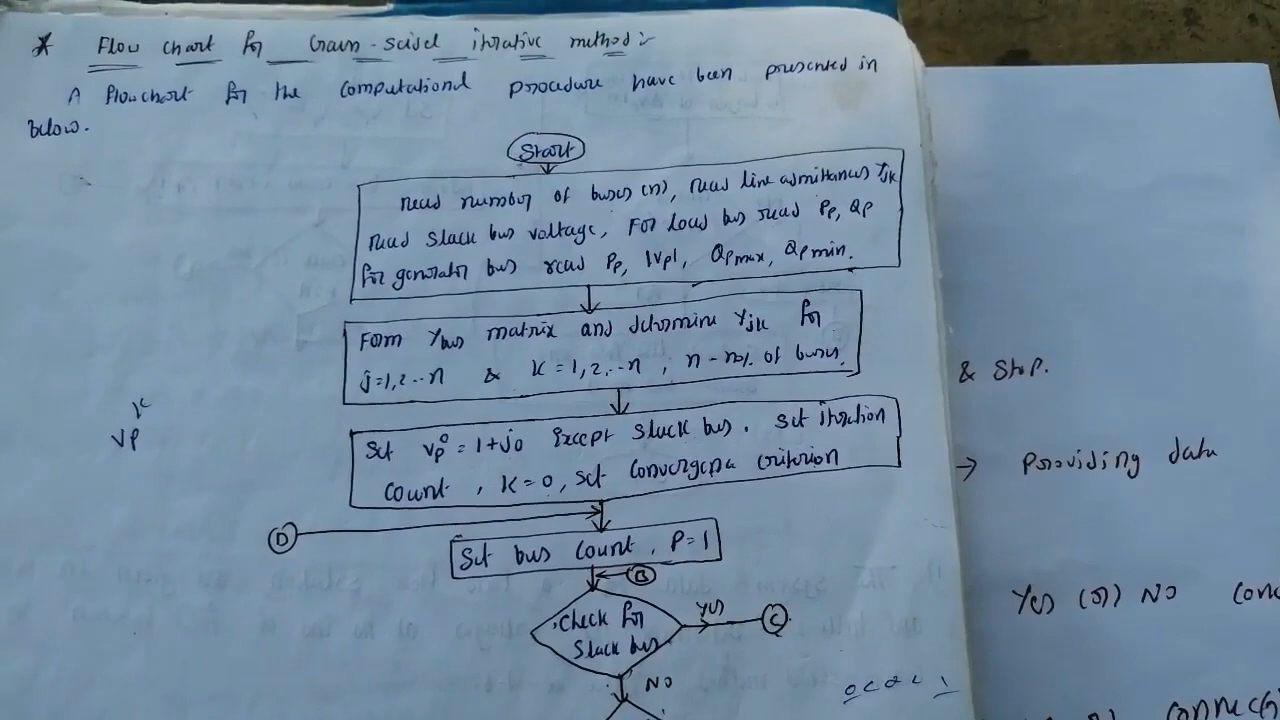 * Flow chart for Gauss-seisel iterative method :-
A Flowchart for the computational procedure have been presented in
below.
Start
read number of buses (n), read line admittances Yjk
read slack bus voltage, For Load bus read Pp, Qp
for generator bus read Pp, |Vp|, Qpmax, Qpmin.
Form Ybus matrix and determine Yjk for
j=1,2..n & K=1,2..n, n-no/. of buses.
Set Vp⁰ = 1+j0 Except slack bus. Set iteration
count, K=0, set convergence criterion
D
Set bus count, P=1
B
check for
slack bus
Yes
C
NO
Vp K
& Stop.
→ Providing data
Yes (or) NO